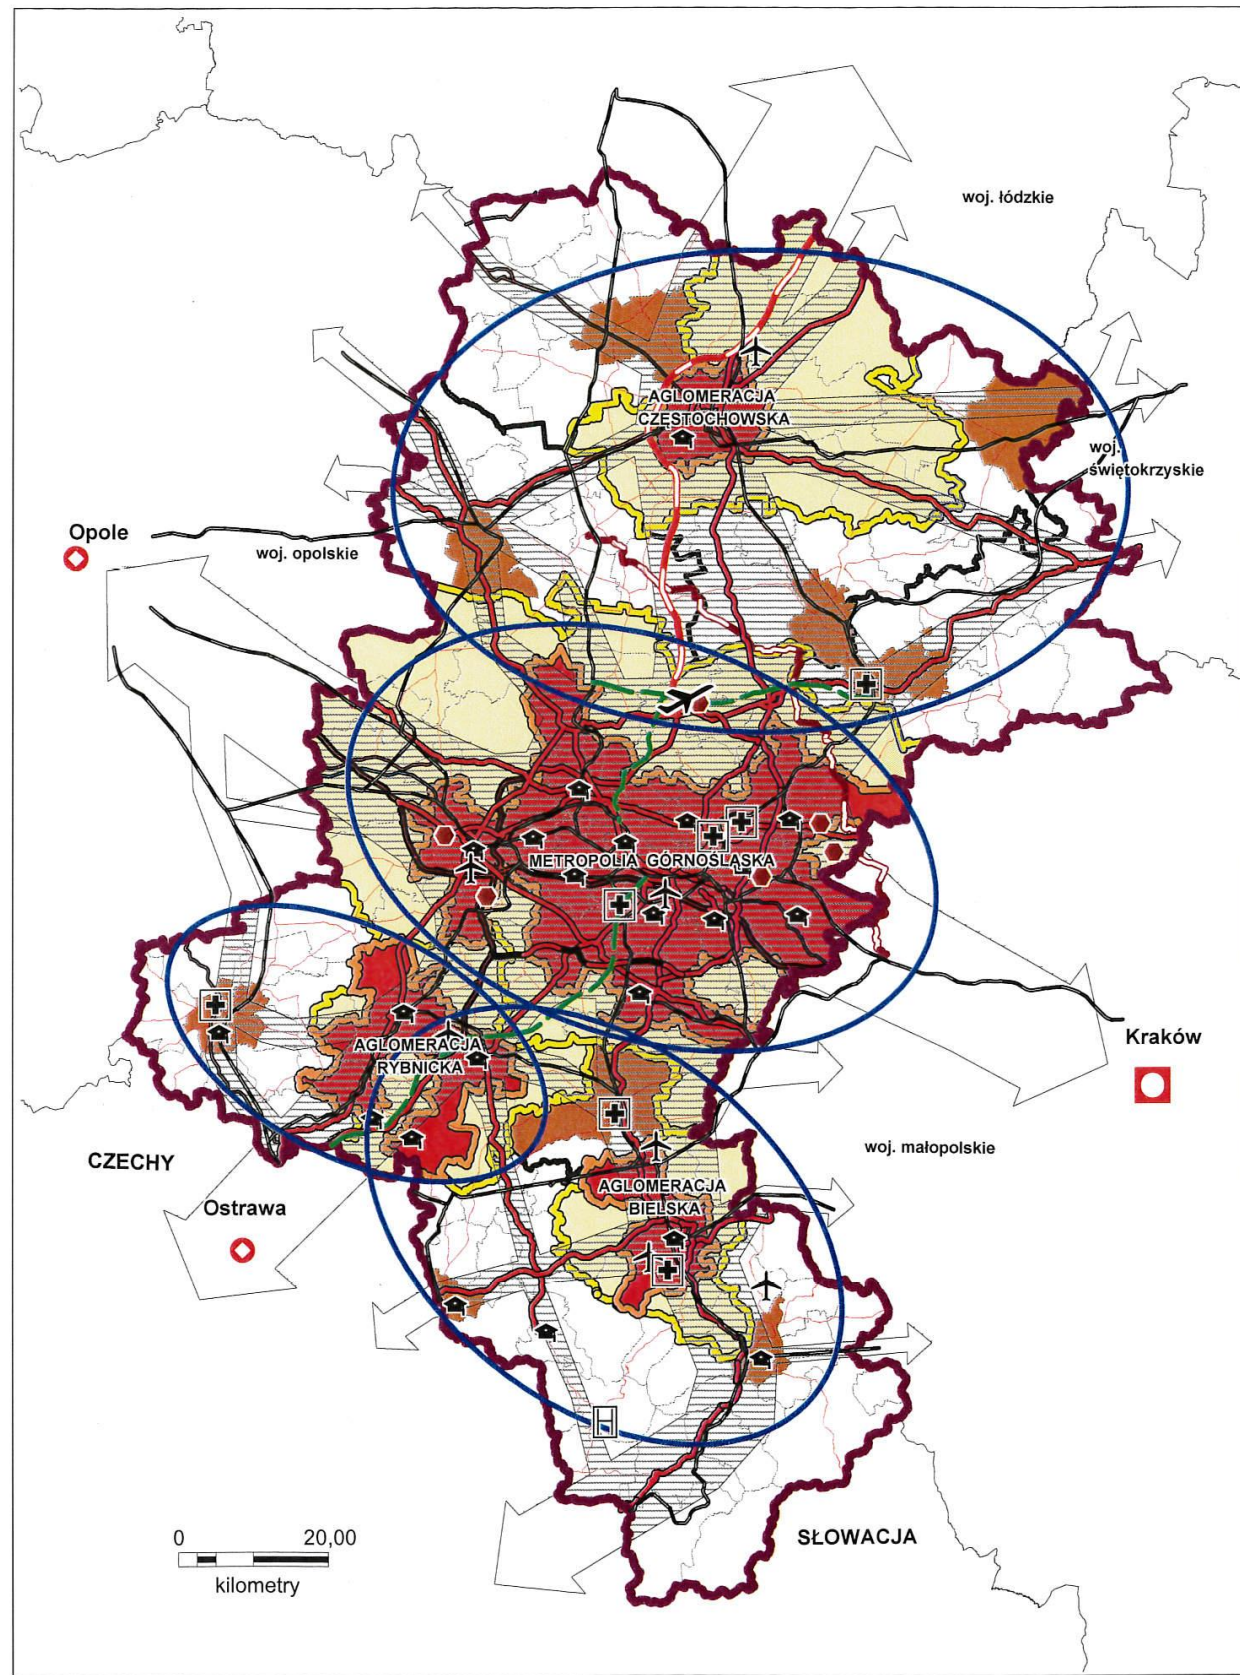 woj. łódzkie
AGLOMERACJA
CZĘSTOCHOWSKA
woj.
świętokrzyskie
Opole
woj. opolskie
METROPOLIA GÓRNOŚLĄSKA
AGLOMERACJA
RYBNICKA
Kraków
CZECHY
woj. małopolskie
Ostrawa
AGLOMERACJA
BIELSKA
H
0 20,00
kilometry
SŁOWACJA